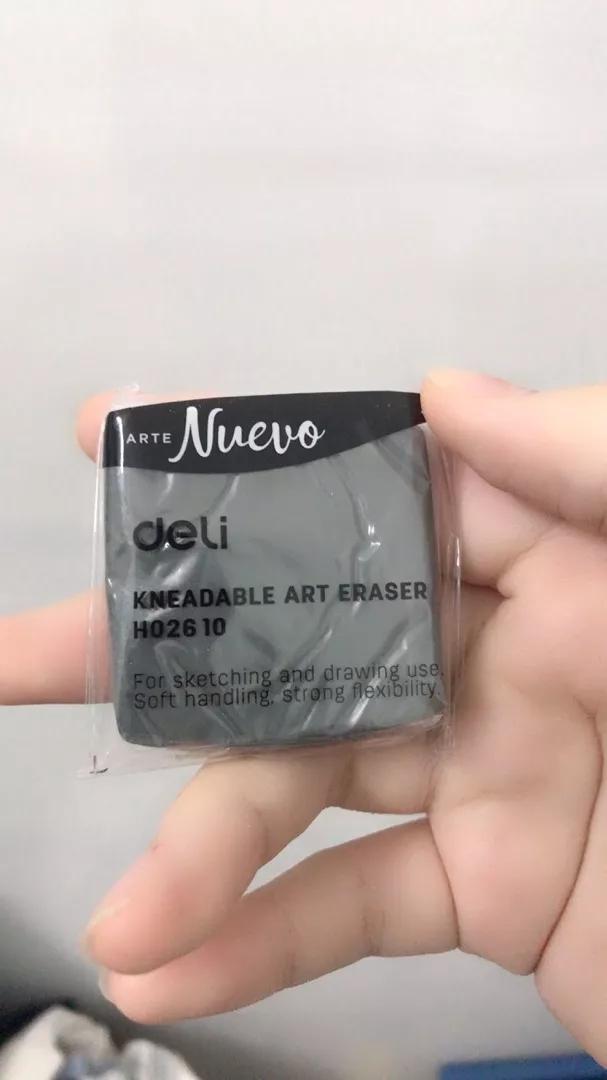 ARTE Nuevo
deli
KNEADABLE ART ERASER
H02610
For sketching and drawing use.
Soft handling, strong flexibility.